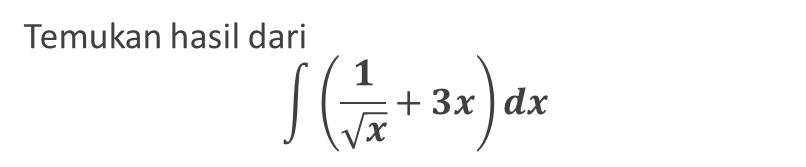 Temukan hasil dari
∫ (1/√x + 3x) dx